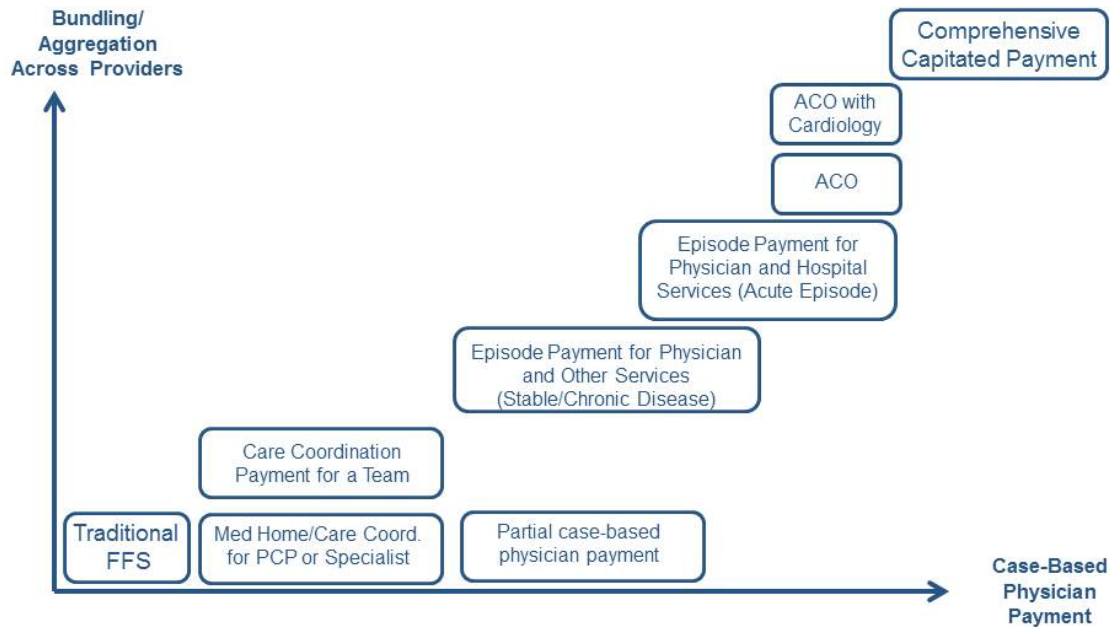 Bundling/
Aggregation
Across Providers
Comprehensive
Capitated Payment
ACO with
Cardiology
ACO
Episode Payment for
Physician and Hospital
Services (Acute Episode)
Episode Payment for Physician
and Other Services
(Stable/Chronic Disease)
Care Coordination
Payment for a Team
Traditional
FFS
Med Home/Care Coord.
for PCP or Specialist
Partial case-based
physician payment
Case-Based
Physician
Payment